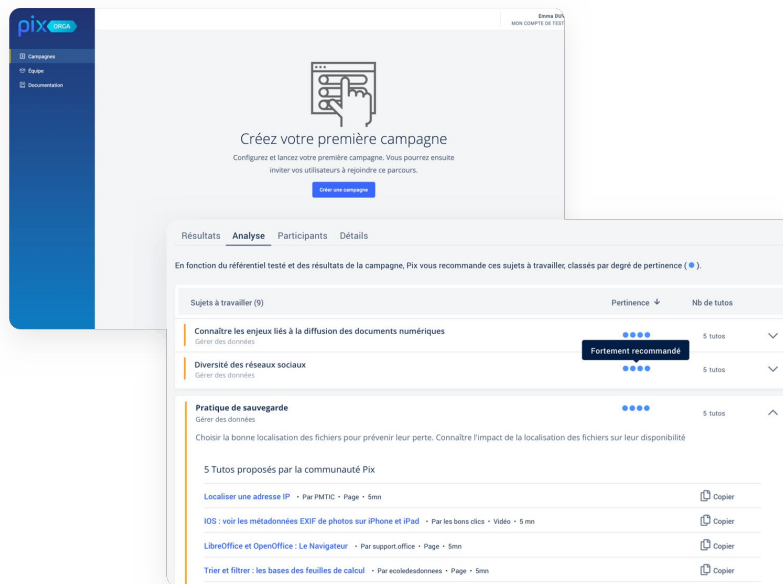 pix ORGA
Emma DUV
MON COMPTE DE TEST
Campagnes
Équipe
Documentation
Créez votre première campagne
Configurez et lancez votre première campagne. Vous pourrez ensuite
inviter vos utilisateurs à rejoindre ce parcours.
Créer une campagne
Résultats Analyse Participants Détails
En fonction du référentiel testé et des résultats de la campagne, Pix vous recommande ces sujets à travailler, classés par degré de pertinence ( ● ).
Sujets à travailler (9) Pertinence ↓ Nb de tutos
Connaître les enjeux liés à la diffusion des documents numériques
Gérer des données
5 tutos
Fortement recommandé
Diversité des réseaux sociaux
Gérer des données
5 tutos
Pratique de sauvegarde
Gérer des données
5 tutos
Choisir la bonne localisation des fichiers pour prévenir leur perte. Connaître l'impact de la localisation des fichiers sur leur disponibilité
5 Tutos proposés par la communauté Pix
Localiser une adresse IP • Par PMTIC • Page • 5mn Copier
IOS : voir les métadonnées EXIF de photos sur iPhone et iPad • Par les bons clics • Vidéo • 5 mn Copier
LibreOffice et OpenOffice : Le Navigateur • Par support.office • Page • 5mn Copier
Trier et filtrer : les bases des feuilles de calcul • Par ecoledesdonnees • Page • 5mn Copier